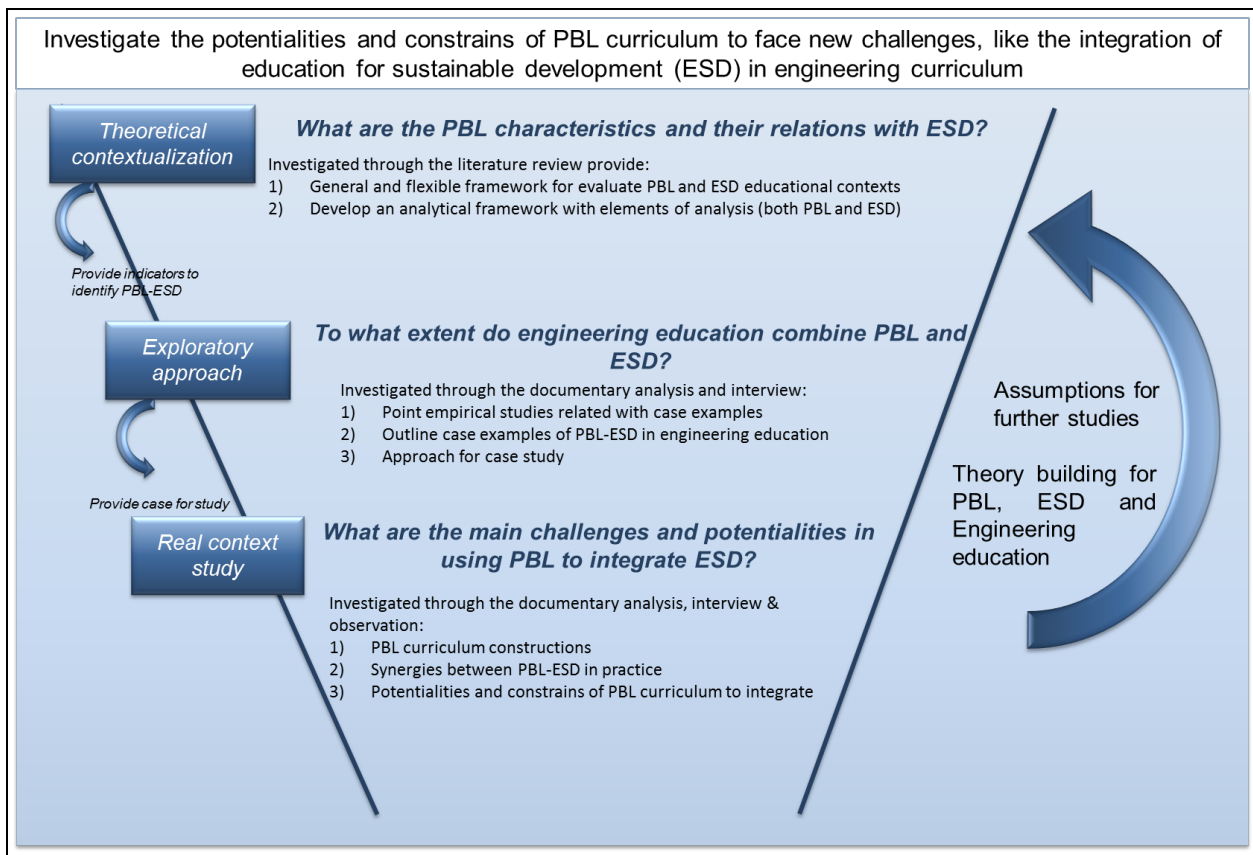 Investigate the potentialities and constrains of PBL curriculum to face new challenges, like the integration of
education for sustainable development (ESD) in engineering curriculum
Theoretical
contextualization
What are the PBL characteristics and their relations with ESD?
Investigated through the literature review provide:
1) General and flexible framework for evaluate PBL and ESD educational contexts
2) Develop an analytical framework with elements of analysis (both PBL and ESD)
Provide indicators to
identify PBL-ESD
Exploratory
approach
To what extent do engineering education combine PBL and
ESD?
Investigated through the documentary analysis and interview:
1) Point empirical studies related with case examples
2) Outline case examples of PBL-ESD in engineering education
3) Approach for case study
Provide case for study
Real context
study
What are the main challenges and potentialities in
using PBL to integrate ESD?
Investigated through the documentary analysis, interview &
observation:
1) PBL curriculum constructions
2) Synergies between PBL-ESD in practice
3) Potentialities and constrains of PBL curriculum to integrate
Assumptions for
further studies
Theory building for
PBL, ESD and
Engineering
education